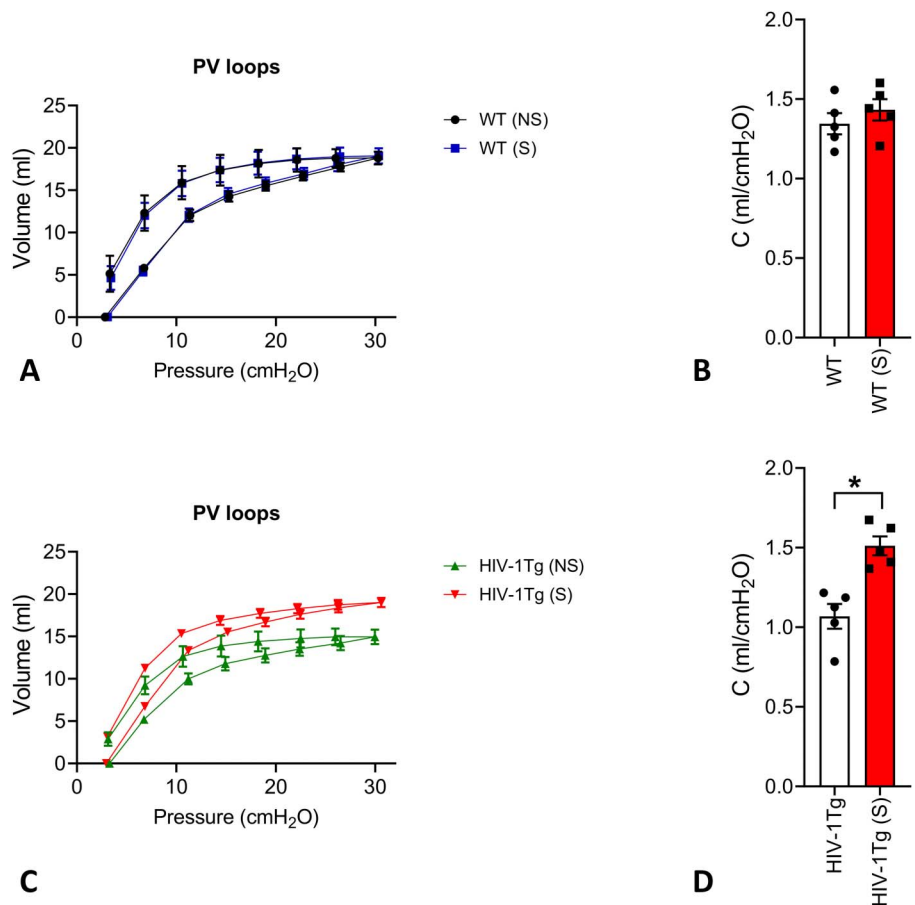 A
PV loops
Volume (ml)
25
20
15
10
5
0
0 10 20 30
Pressure (cmH₂O)
WT (NS)
WT (S)
B
C (ml/cmH₂O)
2.0
1.5
1.0
0.5
0.0
WT
WT (S)
C
PV loops
Volume (ml)
25
20
15
10
5
0
0 10 20 30
Pressure (cmH₂O)
HIV-1Tg (NS)
HIV-1Tg (S)
D
C (ml/cmH₂O)
2.0
1.5
1.0
0.5
0.0
*
HIV-1Tg
HIV-1Tg (S)